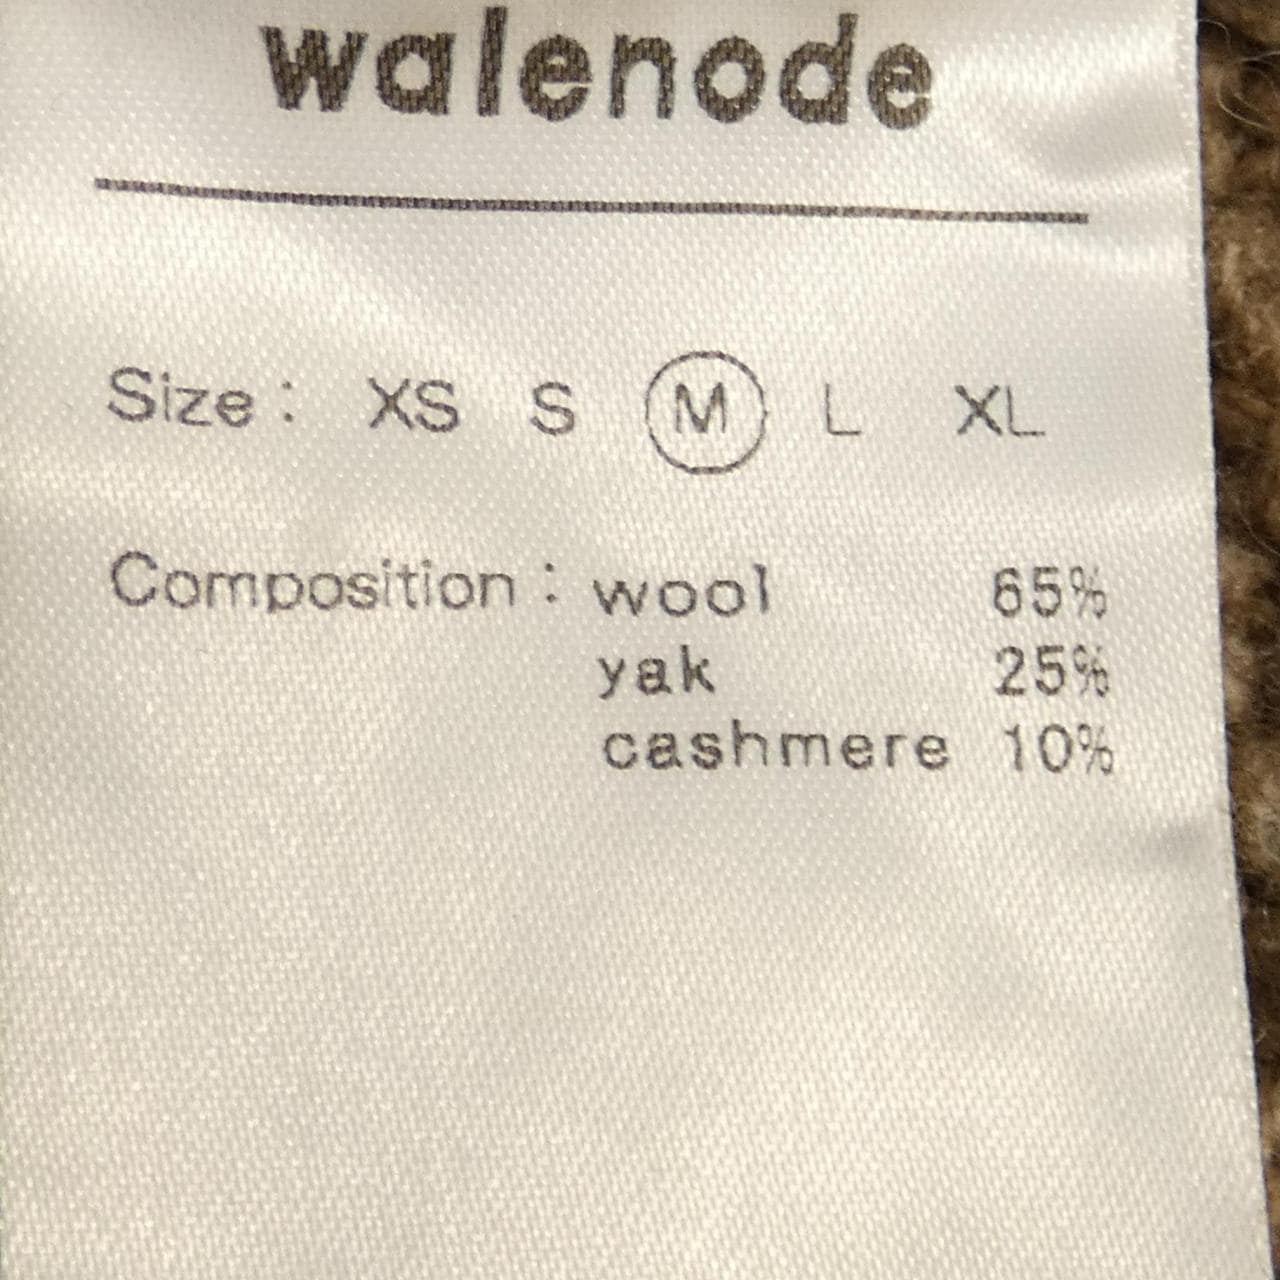 walenode
Size: XS S M L XL
Composition: wool 65%
yak 25%
cashmere 10%